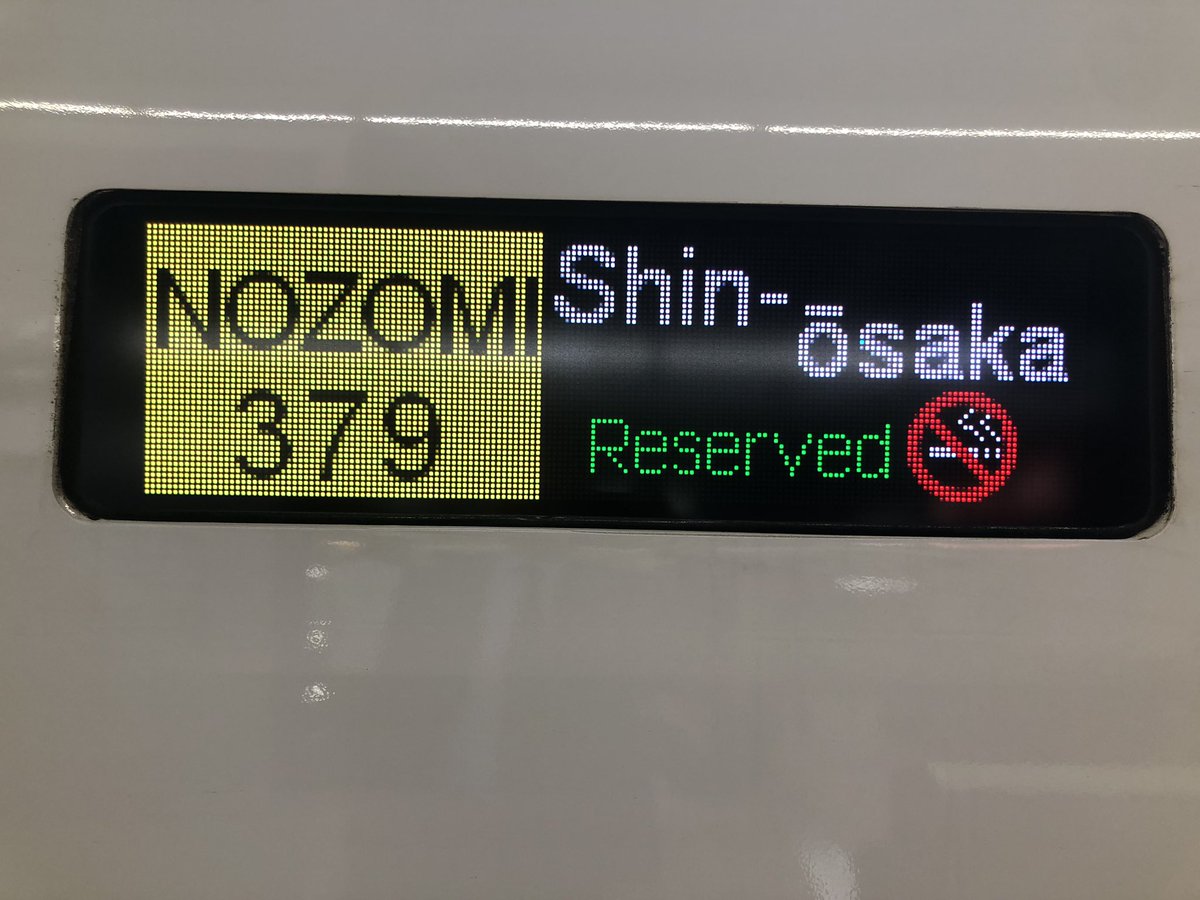 NOZOMI
379
Shin-
ōsaka
Reserved